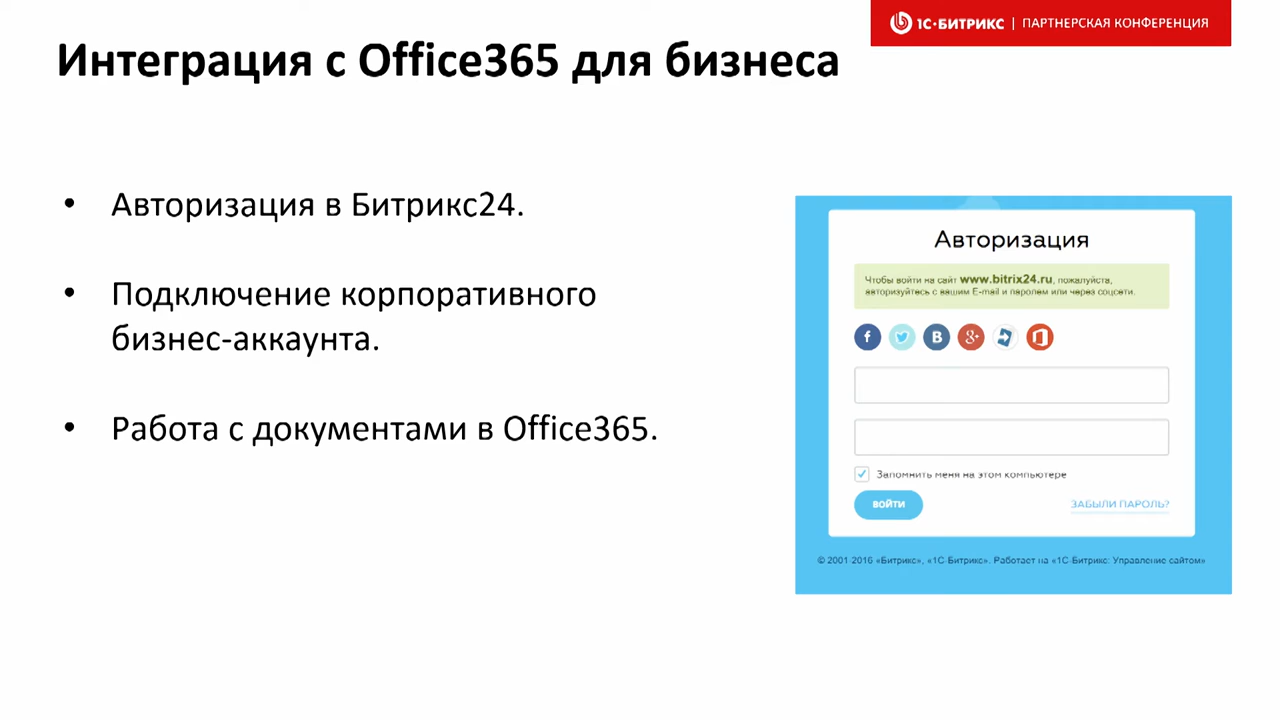 1С·БИТРИКС | ПАРТНЕРСКАЯ КОНФЕРЕНЦИЯ
Интеграция с Office365 для бизнеса
• Авторизация в Битрикс24.
• Подключение корпоративного
бизнес-аккаунта.
• Работа с документами в Office365.
Авторизация
Чтобы войти на сайт www.bitrix24.ru, пожалуйста,
авторизуйтесь с вашим E-mail и паролем или через соцсети.
Запомнить меня на этом компьютере
ВОЙТИ
ЗАБЫЛИ ПАРОЛЬ?
© 2001-2016 «Битрикс», «1С-Битрикс». Работает на «1С-Битрикс: Управление сайтом»